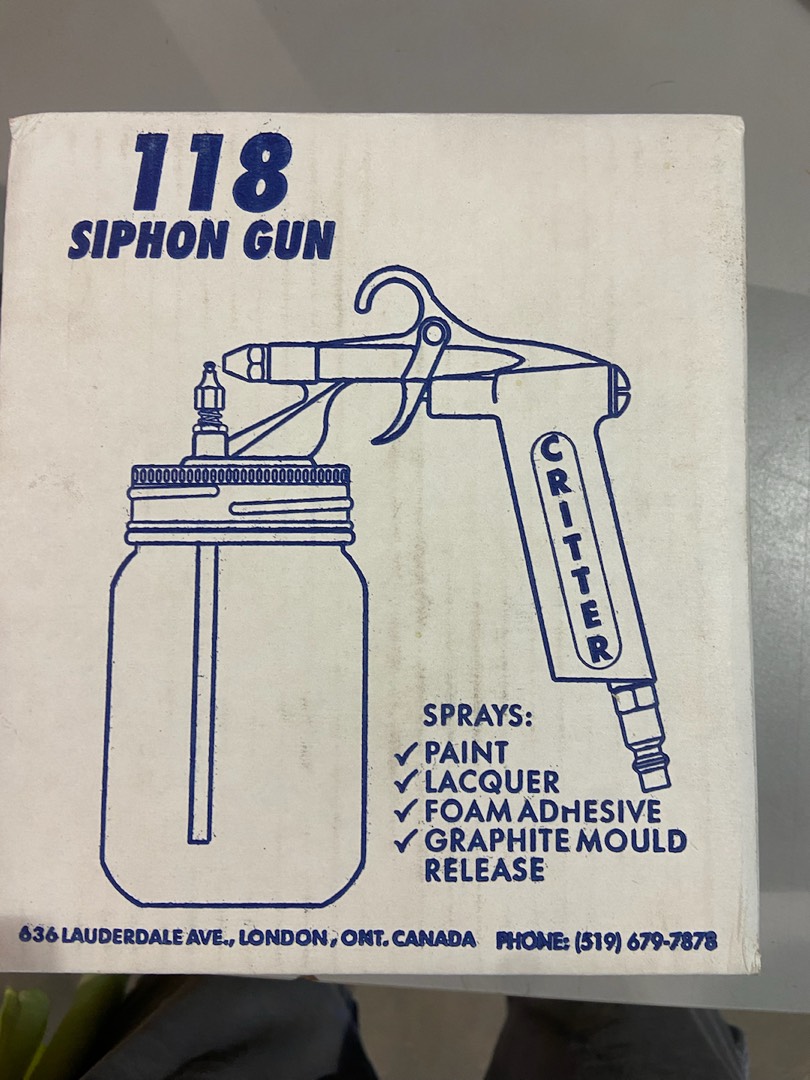 118
SIPHON GUN
CRITTER
SPRAYS:
✓ PAINT
✓ LACQUER
✓ FOAM ADHESIVE
✓ GRAPHITE MOULD
RELEASE
636 LAUDERDALE AVE., LONDON, ONT. CANADA PHONE: (519) 679-7878